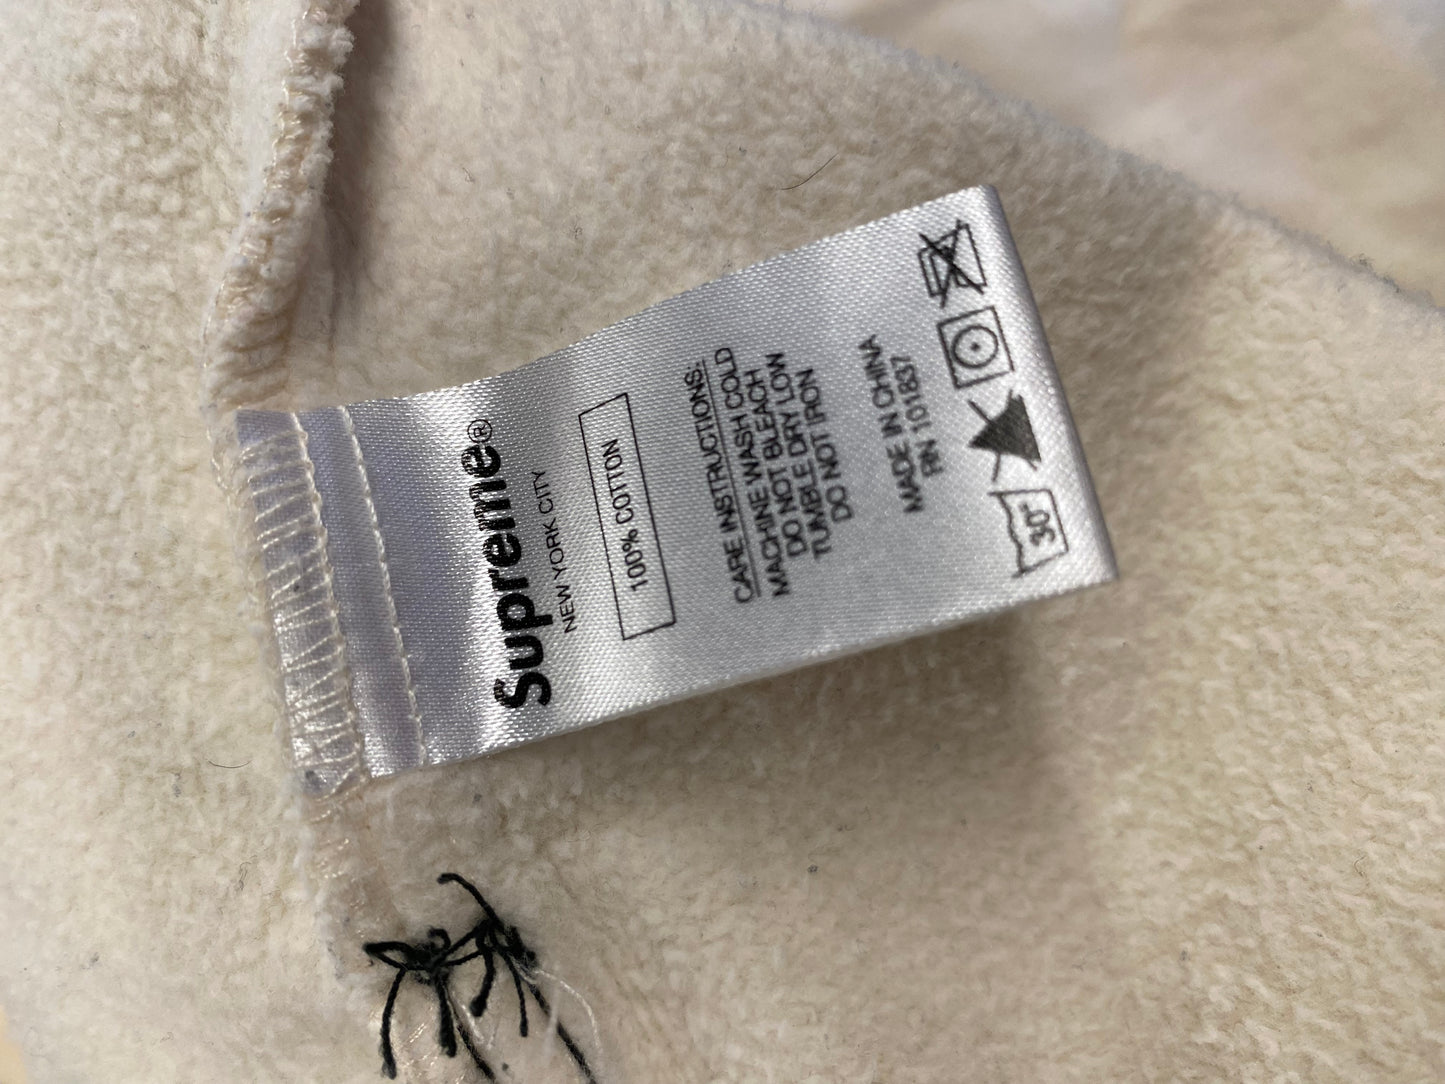 Supreme®
NEW YORK CITY
100% COTTON
CARE INSTRUCTIONS:
MACHINE WASH COLD
DO NOT BLEACH
TUMBLE DRY LOW
DO NOT IRON
MADE IN CHINA
RN 101837
30°